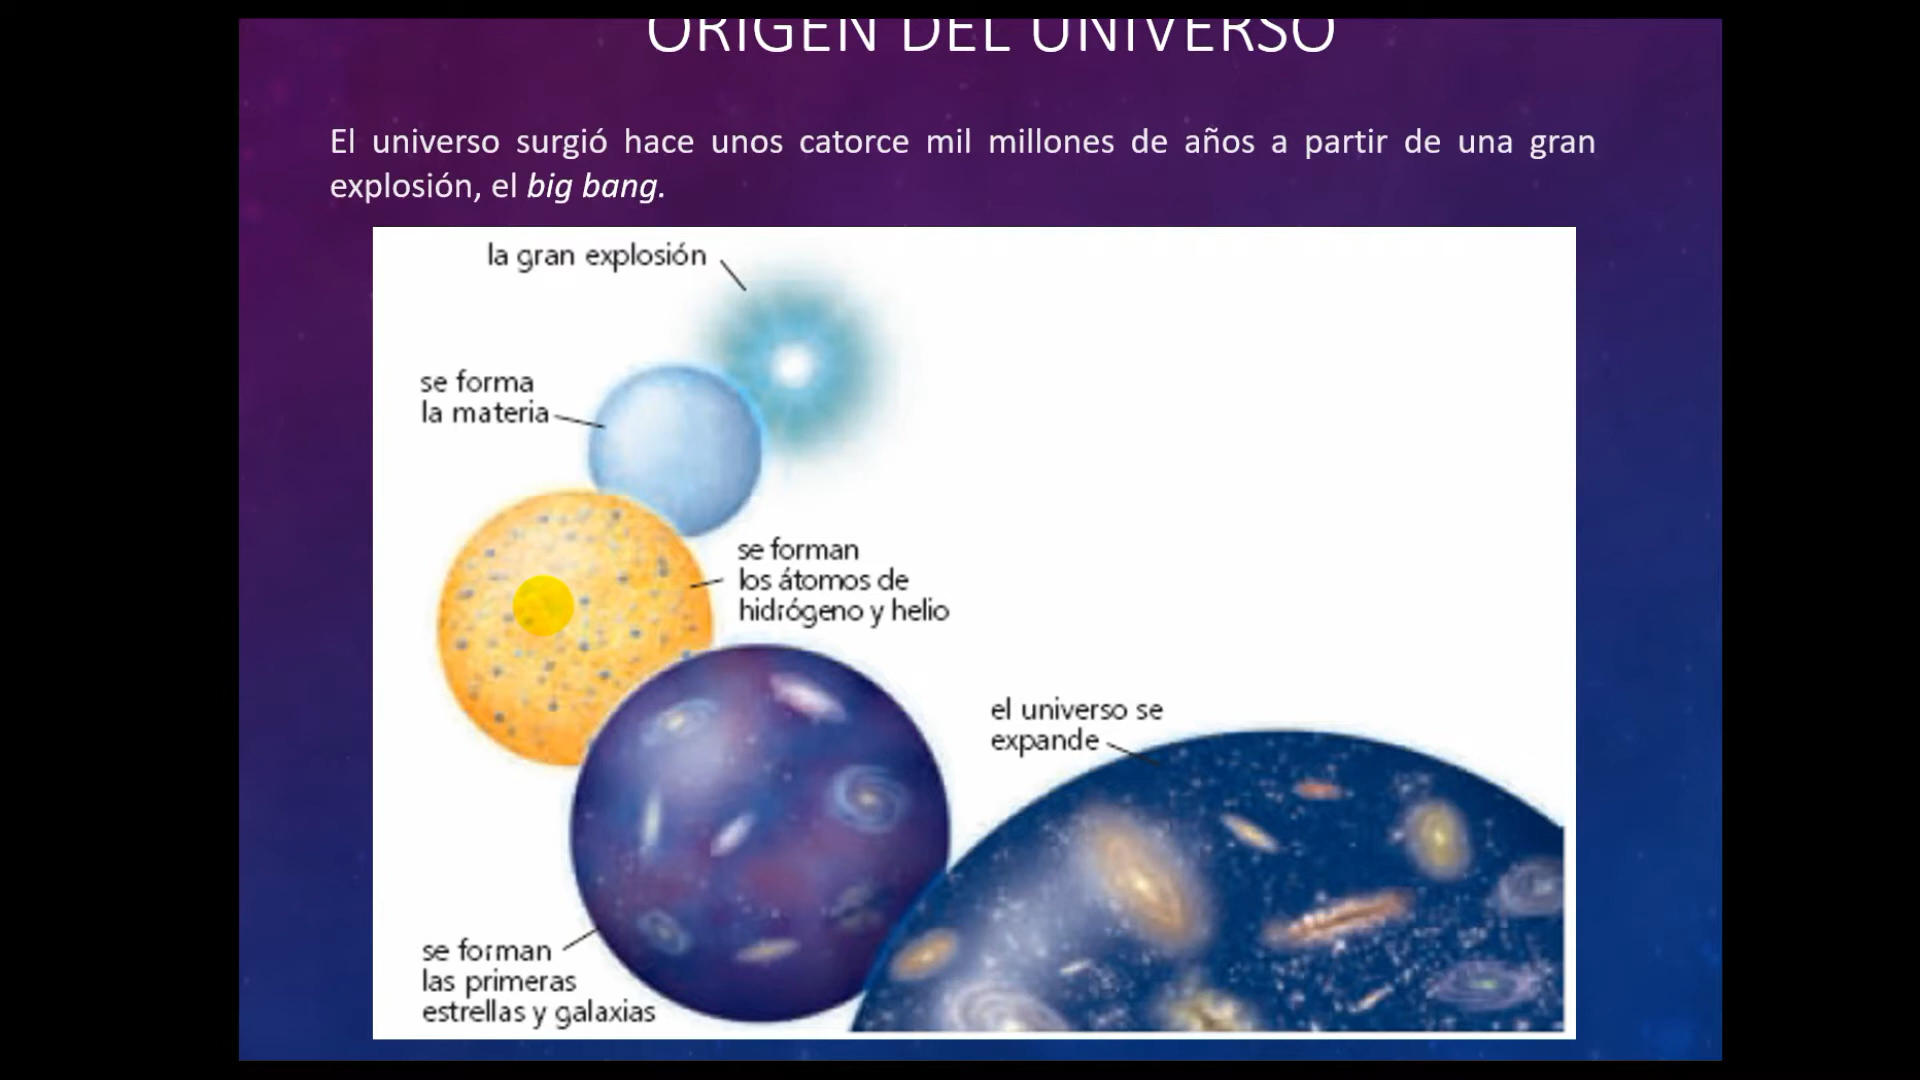 ORIGEN DEL UNIVERSO
El universo surgió hace unos catorce mil millones de años a partir de una gran
explosión, el big bang.
la gran explosión
se forma
la materia
se forman
los átomos de
hidrógeno y helio
el universo se
expande
se forman
las primeras
estrellas y galaxias